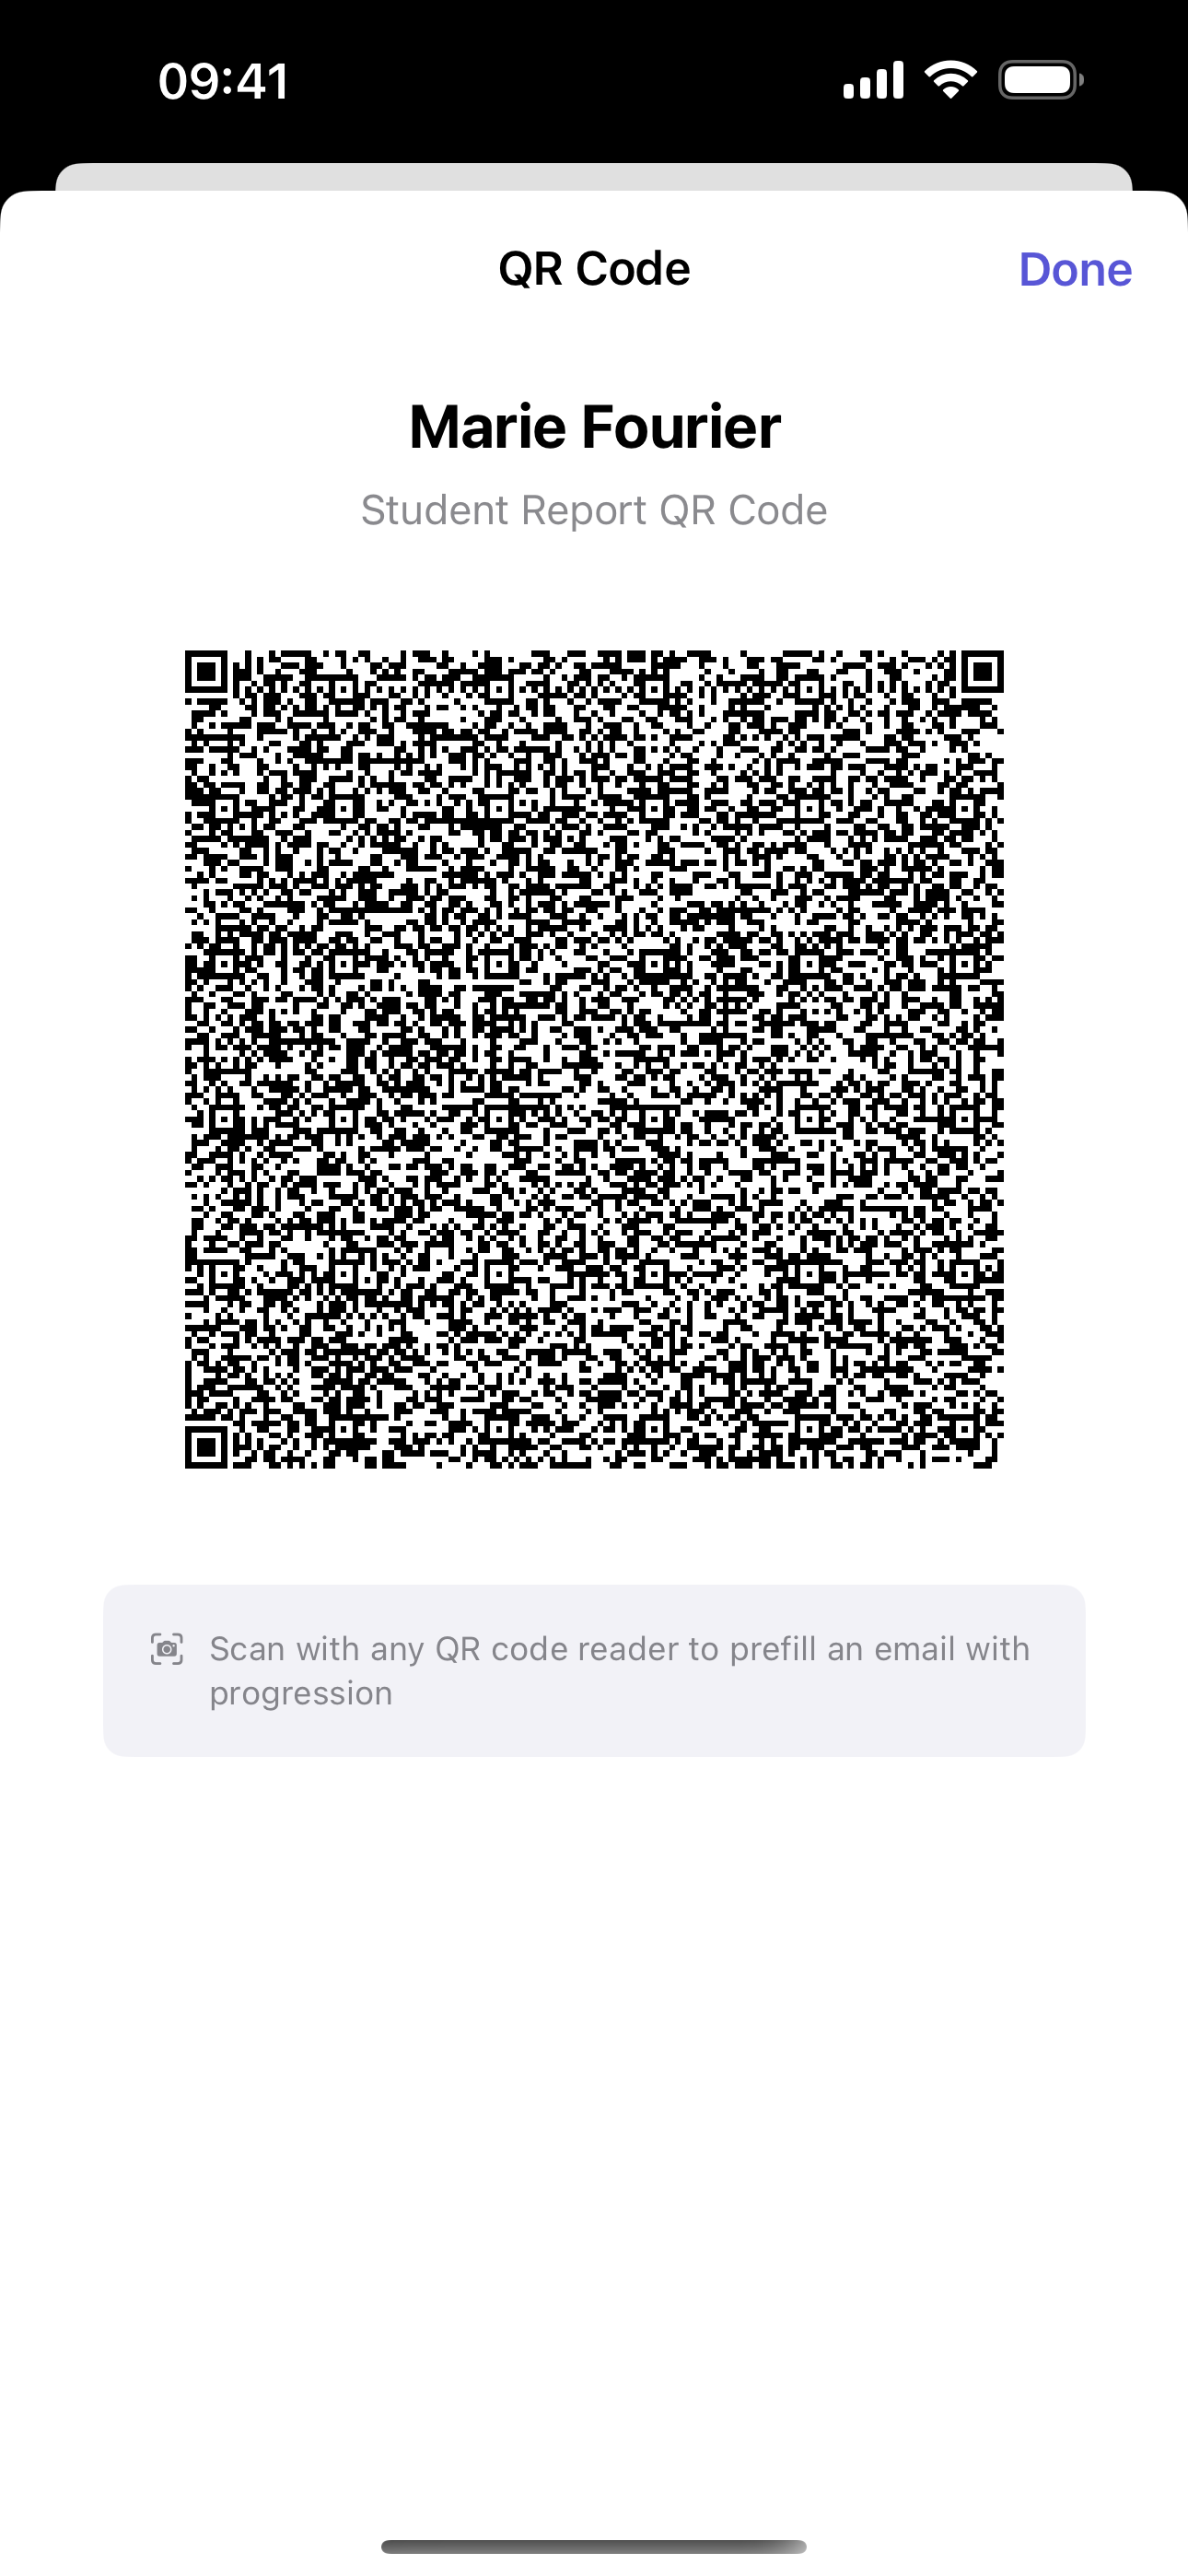 09:41
QR Code
Done
Marie Fourier
Student Report QR Code
Scan with any QR code reader to prefill an email with
progression